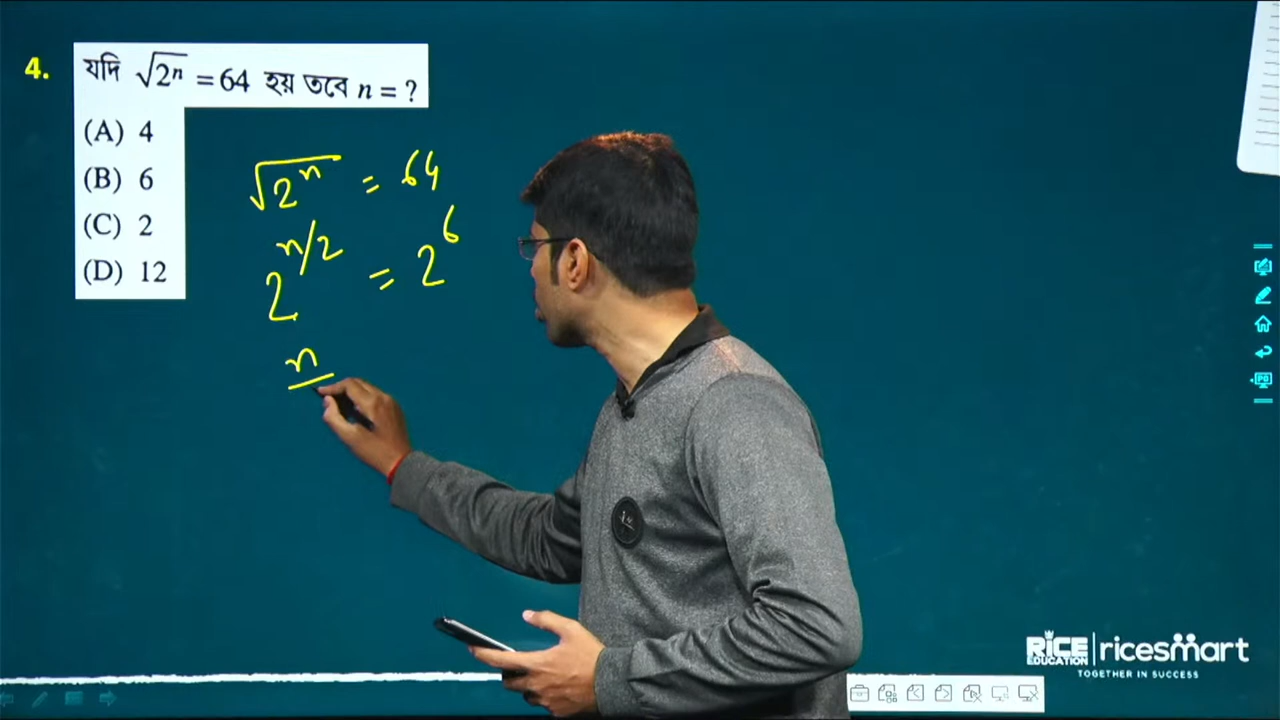 4. যদি √2ⁿ = 64 হয় তবে n = ?
(A) 4
(B) 6
(C) 2
(D) 12
√2ⁿ = 64
2^(n/2) = 2⁶
n
RICE EDUCATION | ricesmart
TOGETHER IN SUCCESS